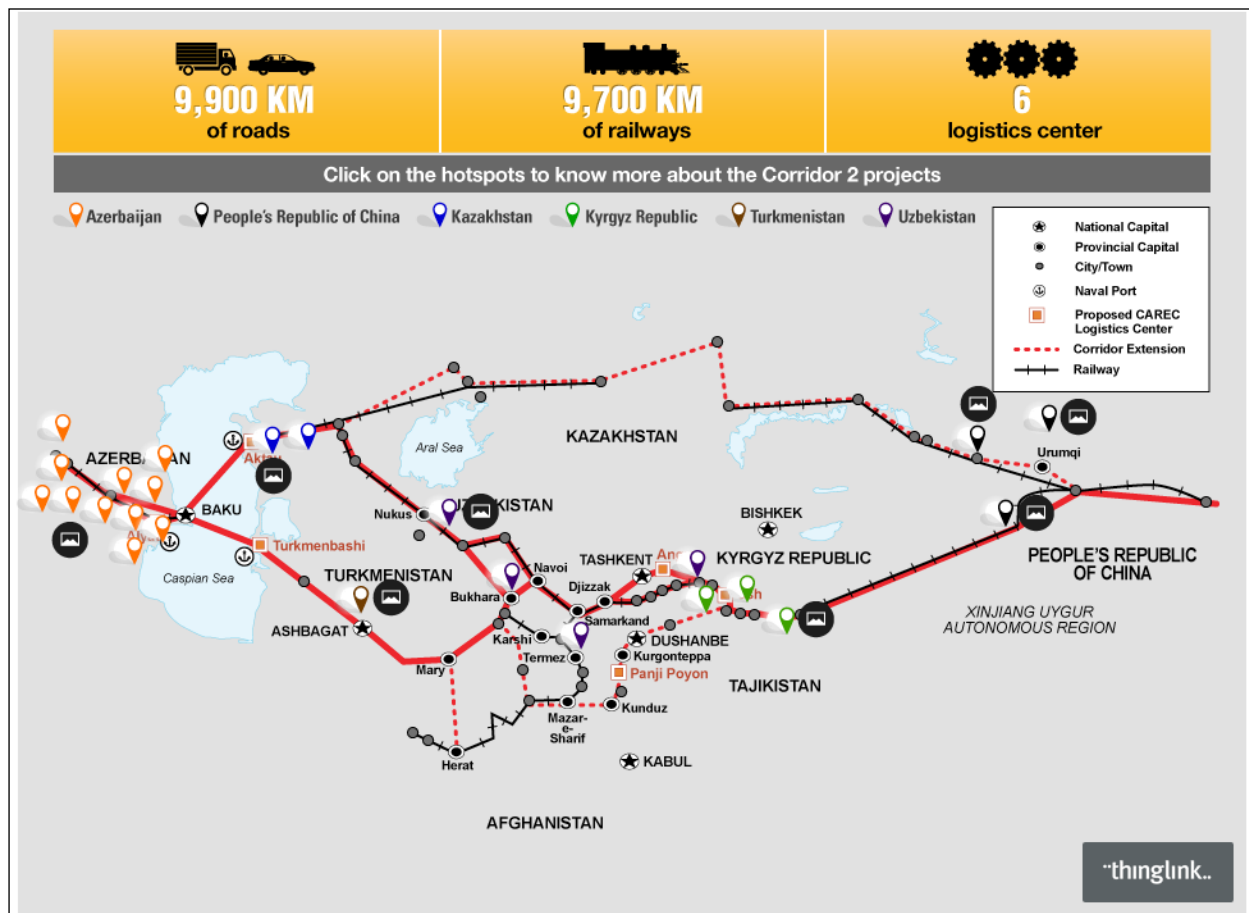 9,900 KM
of roads
9,700 KM
of railways
6
logistics center
Click on the hotspots to know more about the Corridor 2 projects
Azerbaijan
People's Republic of China
Kazakhstan
Kyrgyz Republic
Turkmenistan
Uzbekistan
National Capital
Provincial Capital
City/Town
Naval Port
Proposed CAREC
Logistics Center
Corridor Extension
Railway
KAZAKHSTAN
Aral Sea
Urumqi
BAKU
Nukus
BISHKEK
Turkmenbashi
Caspian Sea
TURKMENISTAN
TASHKENT
KYRGYZ REPUBLIC
PEOPLE'S REPUBLIC
OF CHINA
Navoi
Djizzak
Bukhara
Samarkand
XINJIANG UYGUR
AUTONOMOUS REGION
ASHBAGAT
Karshi
DUSHANBE
Termez
Kurgonteppa
Mary
Panji Poyon
TAJIKISTAN
Kunduz
Mazar-
e-
Sharif
Herat
KABUL
AFGHANISTAN
thinglink..